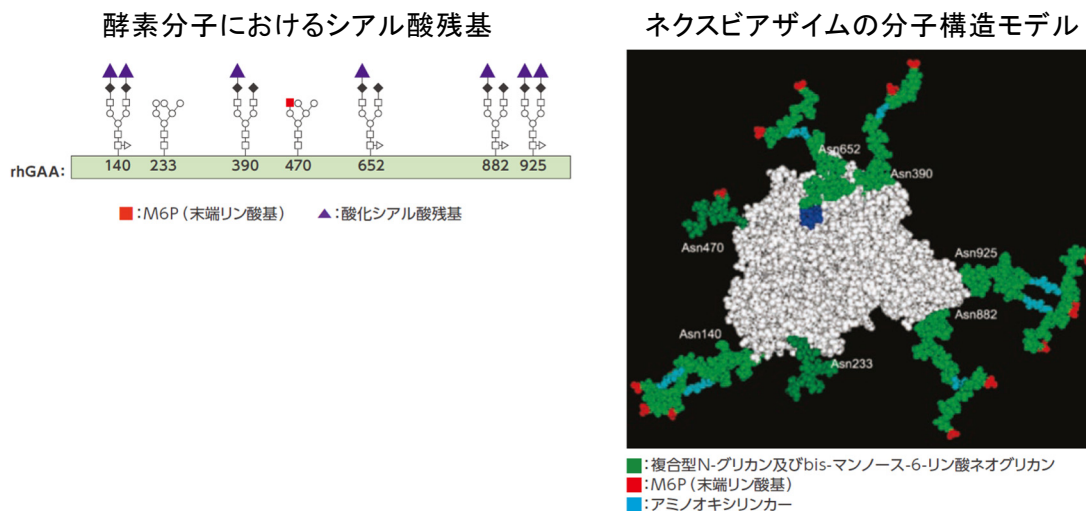 酵素分子におけるシアル酸残基
ネクスビアザイムの分子構造モデル
rhGAA:
140 233 390 470 652 882 925
■:M6P(末端リン酸基) ▲:酸化シアル酸残基
Asn652
Asn390
Asn470
Asn925
Asn882
Asn140
Asn233
■:複合型N-グリカン及びbis-マンノース-6-リン酸ネオグリカン
■:M6P(末端リン酸基)
■:アミノオキシリンカー